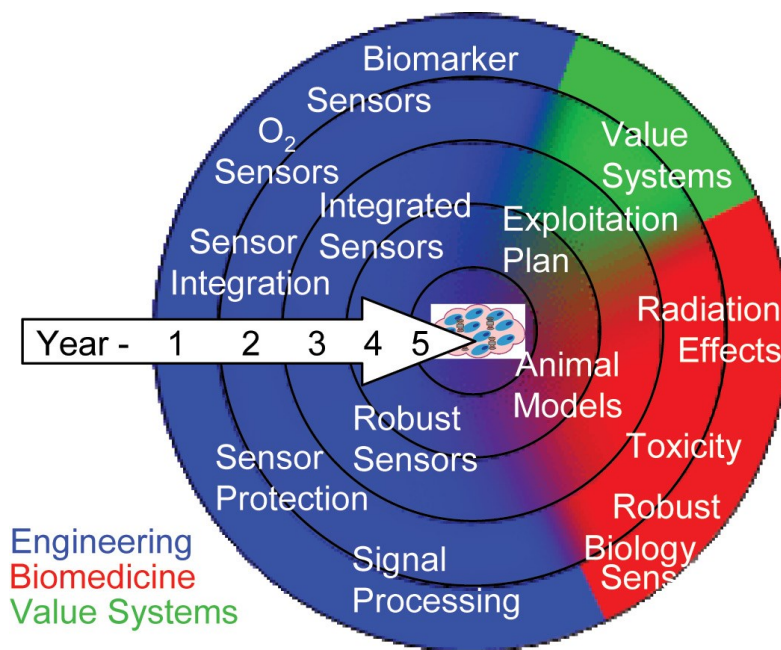 Biomarker
Sensors
O₂
Sensors
Value
Systems
Integrated
Sensors
Exploitation
Plan
Sensor
Integration
Radiation
Effects
Year - 1 2 3 4 5
Animal
Models
Robust
Sensors
Toxicity
Sensor
Protection
Robust
Biology
Sens
Signal
Processing
Engineering
Biomedicine
Value Systems